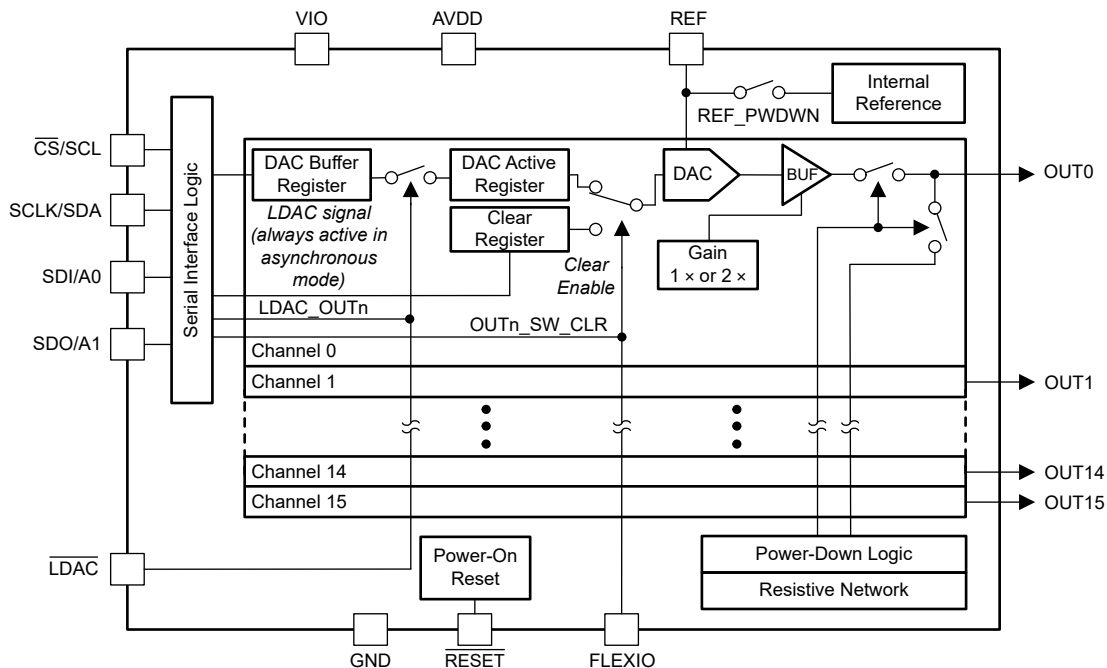 VIO
AVDD
REF
Internal
Reference
REF_PWDWN
CS/SCL
SCLK/SDA
SDI/A0
SDO/A1
Serial Interface Logic
DAC Buffer
Register
LDAC signal
(always active in
asynchronous
mode)
DAC Active
Register
Clear
Register
Clear
Enable
DAC
BUF
Gain
1 × or 2 ×
OUT0
LDAC_OUTn
OUTn_SW_CLR
Channel 0
Channel 1
OUT1
Channel 14
OUT14
Channel 15
OUT15
LDAC
Power-On
Reset
Power-Down Logic
Resistive Network
GND
RESET
FLEXIO